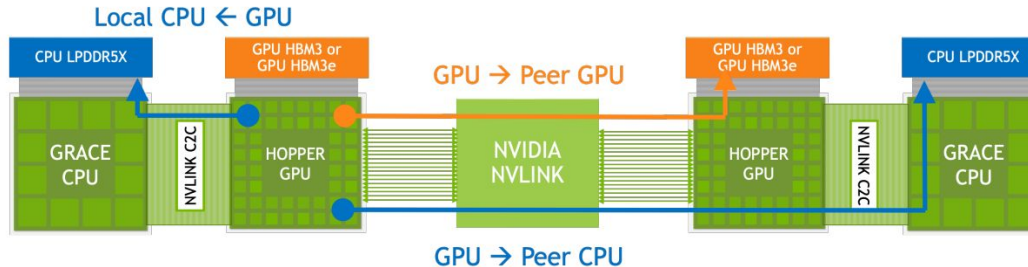 Local CPU ← GPU
CPU LPDDR5X
GPU HBM3 or
GPU HBM3e
GPU → Peer GPU
GPU HBM3 or
GPU HBM3e
CPU LPDDR5X
GRACE
CPU
NVLINK C2C
HOPPER
GPU
NVIDIA
NVLINK
HOPPER
GPU
NVLINK C2C
GRACE
CPU
GPU → Peer CPU